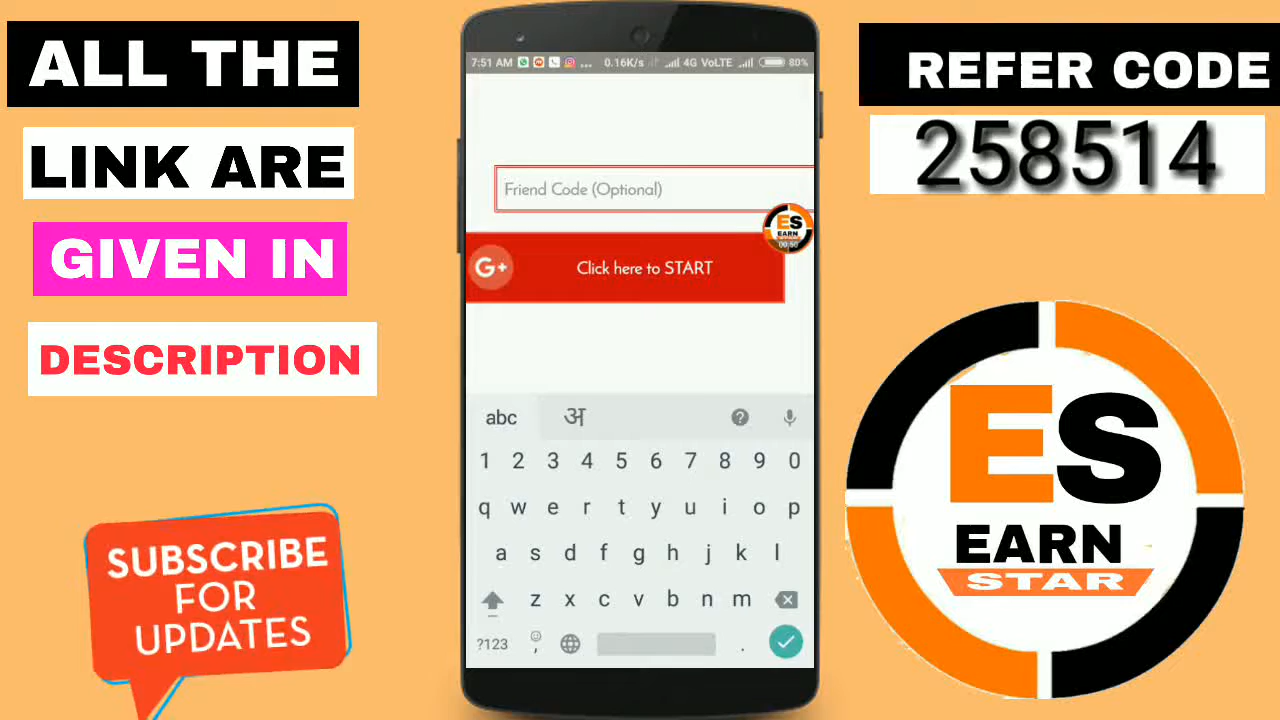 ALL THE
LINK ARE
GIVEN IN
DESCRIPTION
SUBSCRIBE
FOR
UPDATES
7:51 AM ... 0.16K/s 4G VoLTE 80%
Friend Code (Optional)
ES
EARN
00:50
G+ Click here to START
abc अ
1 2 3 4 5 6 7 8 9 0
q w e r t y u i o p
a s d f g h j k l
z x c v b n m
?123 , .
REFER CODE
258514
ES
EARN
STAR